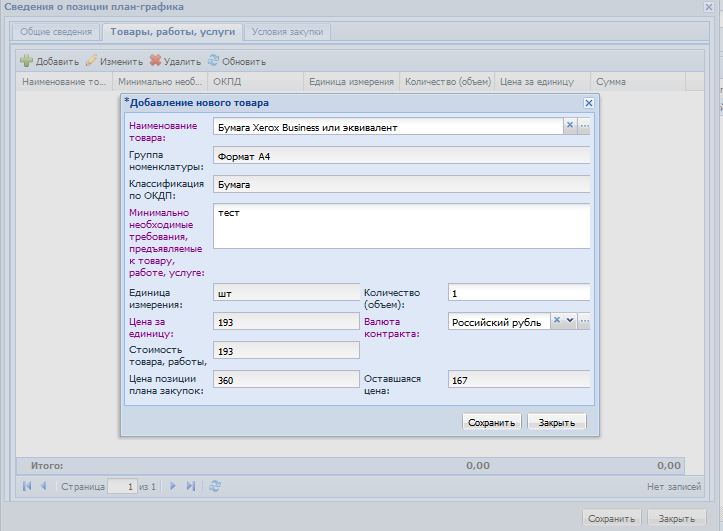 Сведения о позиции план-графика
Общие сведения
Товары, работы, услуги
Условия закупки
Добавить
Изменить
Удалить
Обновить
Наименование то...
Минимально необ...
ОКПД
Единица измерения
Количество (объем)
Цена за единицу
Сумма
*Добавление нового товара
Наименование
товара:
Бумага Xerox Business или эквивалент
Группа
номенклатуры:
Формат А4
Классификация
по ОКДП:
Бумага
Минимально
необходимые
требования,
предъявляемые
к товару,
работе, услуге:
тест
Единица
измерения:
шт
Количество
(объем):
1
Цена за
единицу:
193
Валюта
контракта:
Российский рубль
Стоимость
товара, работы,
193
Цена позиции
плана закупок:
360
Оставшаяся
цена:
167
Сохранить
Закрыть
Итого:
0,00
0,00
Страница
1
из 1
Нет записей
Сохранить
Закрыть